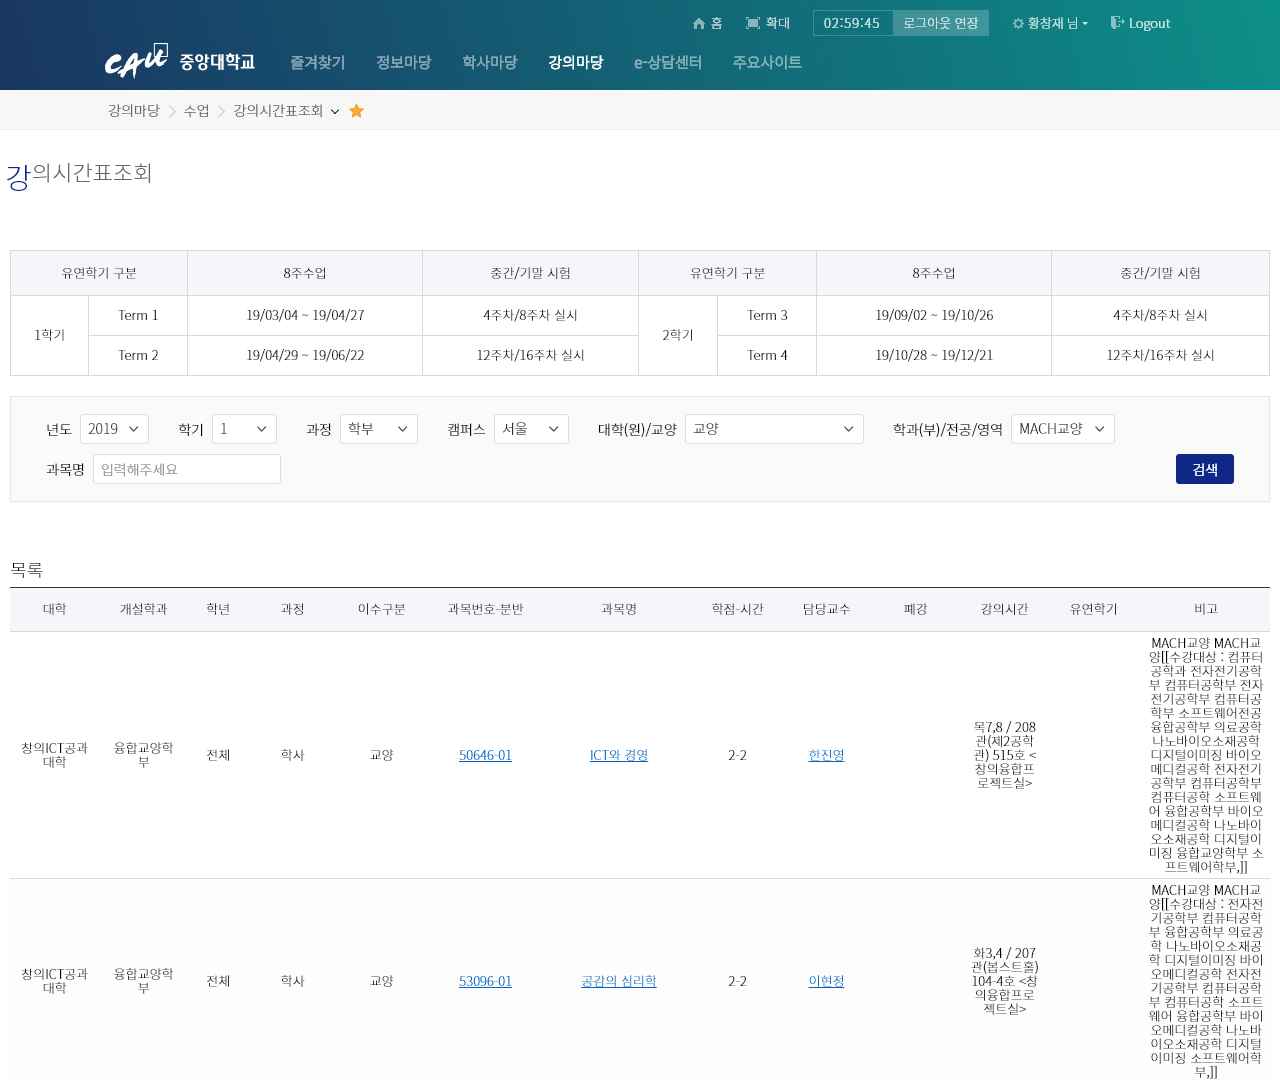 홈 확대 02:59:45 로그아웃 연장 황창재 님 Logout
CAU 중앙대학교 즐겨찾기 정보마당 학사마당 강의마당 e-상담센터 주요사이트
강의마당 수업 강의시간표조회
강의시간표조회
유연학기 구분 8주수업 중간/기말 시험 유연학기 구분 8주수업 중간/기말 시험
1학기 Term 1 19/03/04 ~ 19/04/27 4주차/8주차 실시 2학기 Term 3 19/09/02 ~ 19/10/26 4주차/8주차 실시
Term 2 19/04/29 ~ 19/06/22 12주차/16주차 실시 Term 4 19/10/28 ~ 19/12/21 12주차/16주차 실시
년도 2019 학기 1 과정 학부 캠퍼스 서울 대학(원)/교양 교양 학과(부)/전공/영역 MACH교양
과목명 입력해주세요 검색
목록
대학 개설학과 학년 과정 이수구분 과목번호-분반 과목명 학점-시간 담당교수 폐강 강의시간 유연학기 비고
창의ICT공과
대학
융합교양학
부
전체 학사 교양 50646-01 ICT와 경영 2-2 한진영
목7,8 / 208
관(제2공학
관) 515호 <
창의융합프
로젝트실>
MACH교양 MACH교
양[[수강대상 : 컴퓨터
공학과 전자전기공학
부 컴퓨터공학부 전자
전기공학부 컴퓨터공
학부 소프트웨어전공
융합공학부 의료공학
나노바이오소재공학
디지털이미징 바이오
메디컬공학 전자전기
공학부 컴퓨터공학부
컴퓨터공학 소프트웨
어 융합공학부 바이오
메디컬공학 나노바이
오소재공학 디지털이
미징 융합교양학부 소
프트웨어학부,]]
창의ICT공과
대학
융합교양학
부
전체 학사 교양 53096-01 공감의 심리학 2-2 이현정
화3,4 / 207
관(봅스트홀)
104-4호 <창
의융합프로
젝트실>
MACH교양 MACH교
양[[수강대상 : 전자전
기공학부 컴퓨터공학
부 융합공학부 의료공
학 나노바이오소재공
학 디지털이미징 바이
오메디컬공학 전자전
기공학부 컴퓨터공학
부 컴퓨터공학 소프트
웨어 융합공학부 바이
오메디컬공학 나노바
이오소재공학 디지털
이미징 소프트웨어학
부,]]